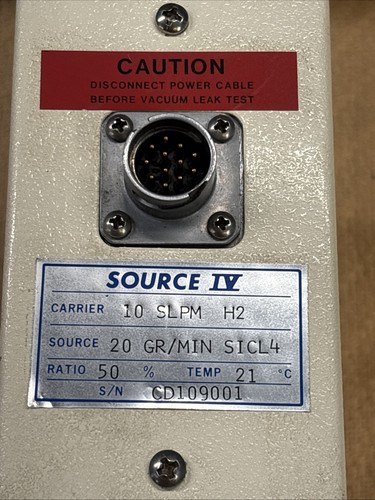 CAUTION
DISCONNECT POWER CABLE
BEFORE VACUUM LEAK TEST
SOURCE IV
CARRIER 10 SLPM H2
SOURCE 20 GR/MIN SICL4
RATIO 50 % TEMP 21 °C
S/N CD109001